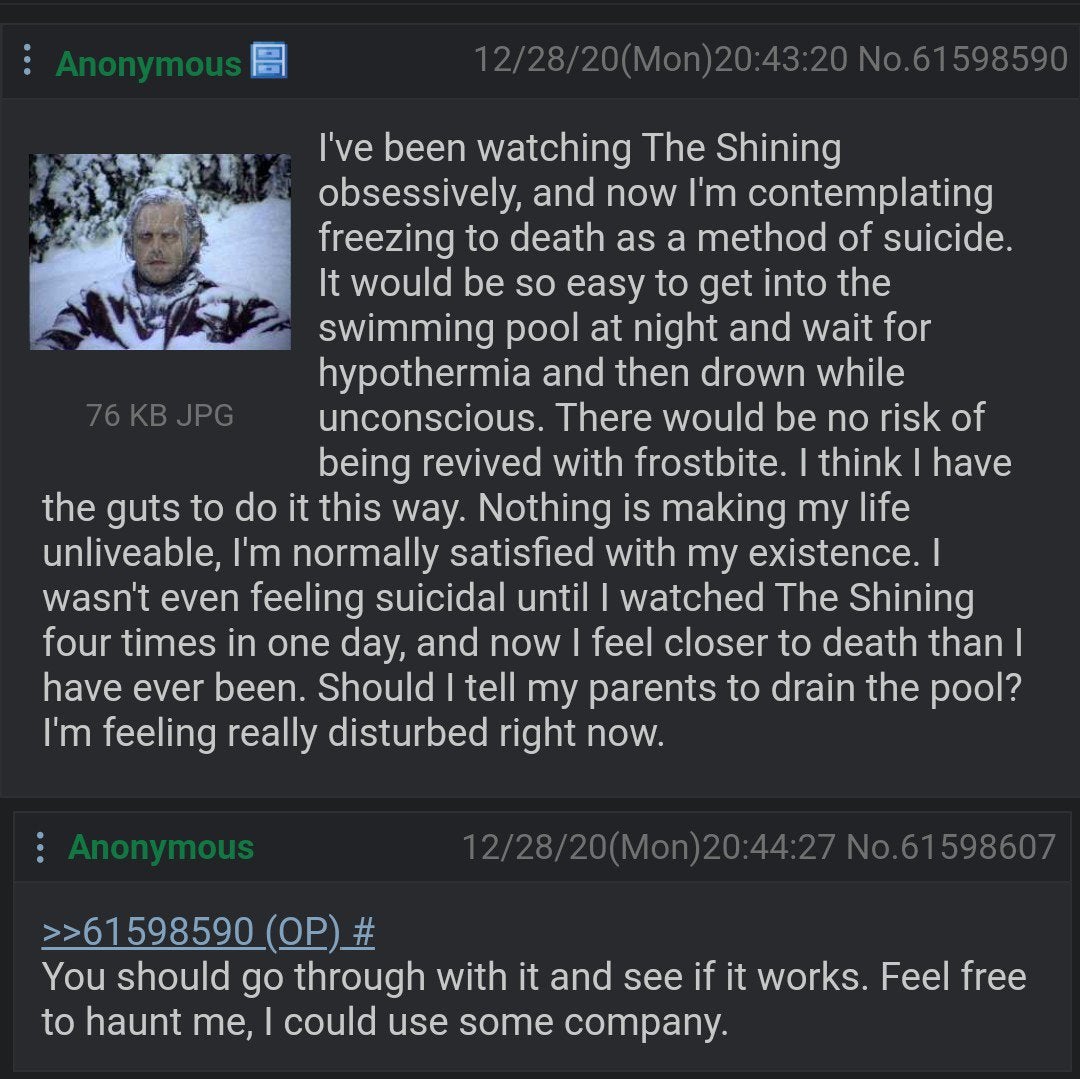 Anonymous 12/28/20(Mon)20:43:20 No.61598590
76 KB JPG
I've been watching The Shining
obsessively, and now I'm contemplating
freezing to death as a method of suicide.
It would be so easy to get into the
swimming pool at night and wait for
hypothermia and then drown while
unconscious. There would be no risk of
being revived with frostbite. I think I have
the guts to do it this way. Nothing is making my life
unliveable, I'm normally satisfied with my existence. I
wasn't even feeling suicidal until I watched The Shining
four times in one day, and now I feel closer to death than I
have ever been. Should I tell my parents to drain the pool?
I'm feeling really disturbed right now.
Anonymous 12/28/20(Mon)20:44:27 No.61598607
>>61598590 (OP) #
You should go through with it and see if it works. Feel free
to haunt me, I could use some company.